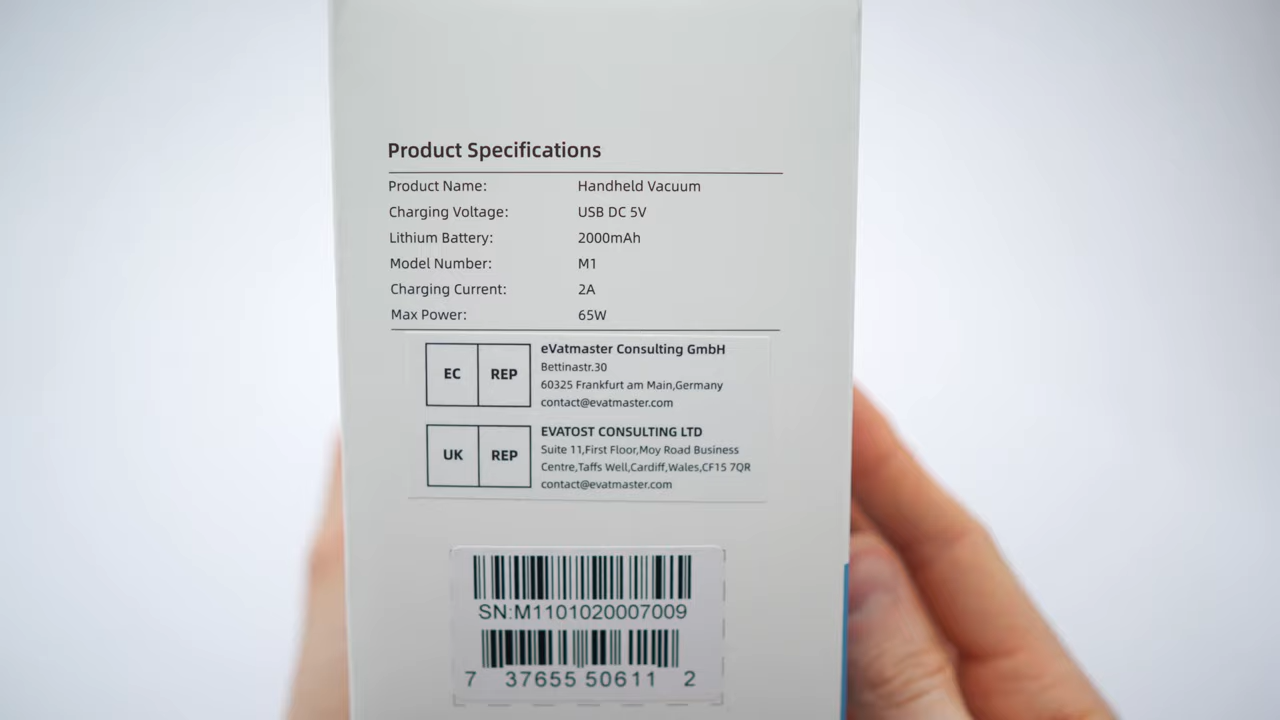 Product Specifications
Product Name: Handheld Vacuum
Charging Voltage: USB DC 5V
Lithium Battery: 2000mAh
Model Number: M1
Charging Current: 2A
Max Power: 65W
EC REP
eVatmaster Consulting GmbH
Bettinastr.30
60325 Frankfurt am Main,Germany
contact@evatmaster.com
UK REP
EVATOST CONSULTING LTD
Suite 11,First Floor,Moy Road Business
Centre,Taffs Well,Cardiff,Wales,CF15 7QR
contact@evatmaster.com
SN:M1101020007009
7 37655 50611 2